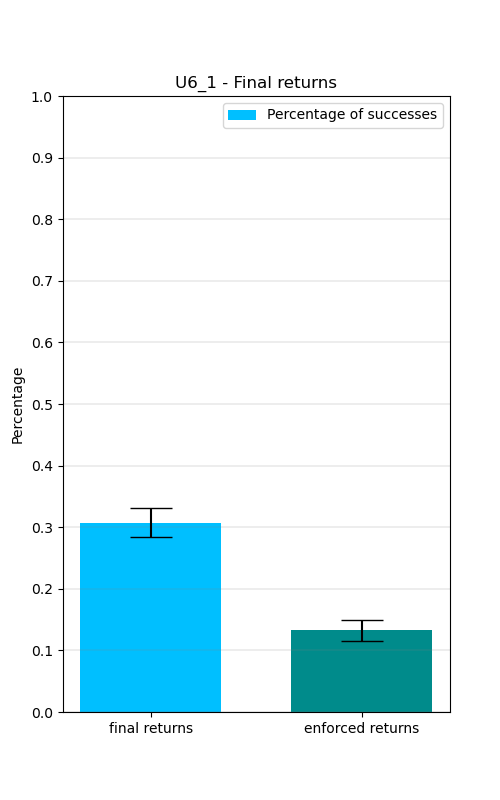 U6_1 - Final returns
Percentage of successes
1.0
0.9
0.8
0.7
0.6
0.5
0.4
0.3
0.2
0.1
0.0
Percentage
final returns
enforced returns